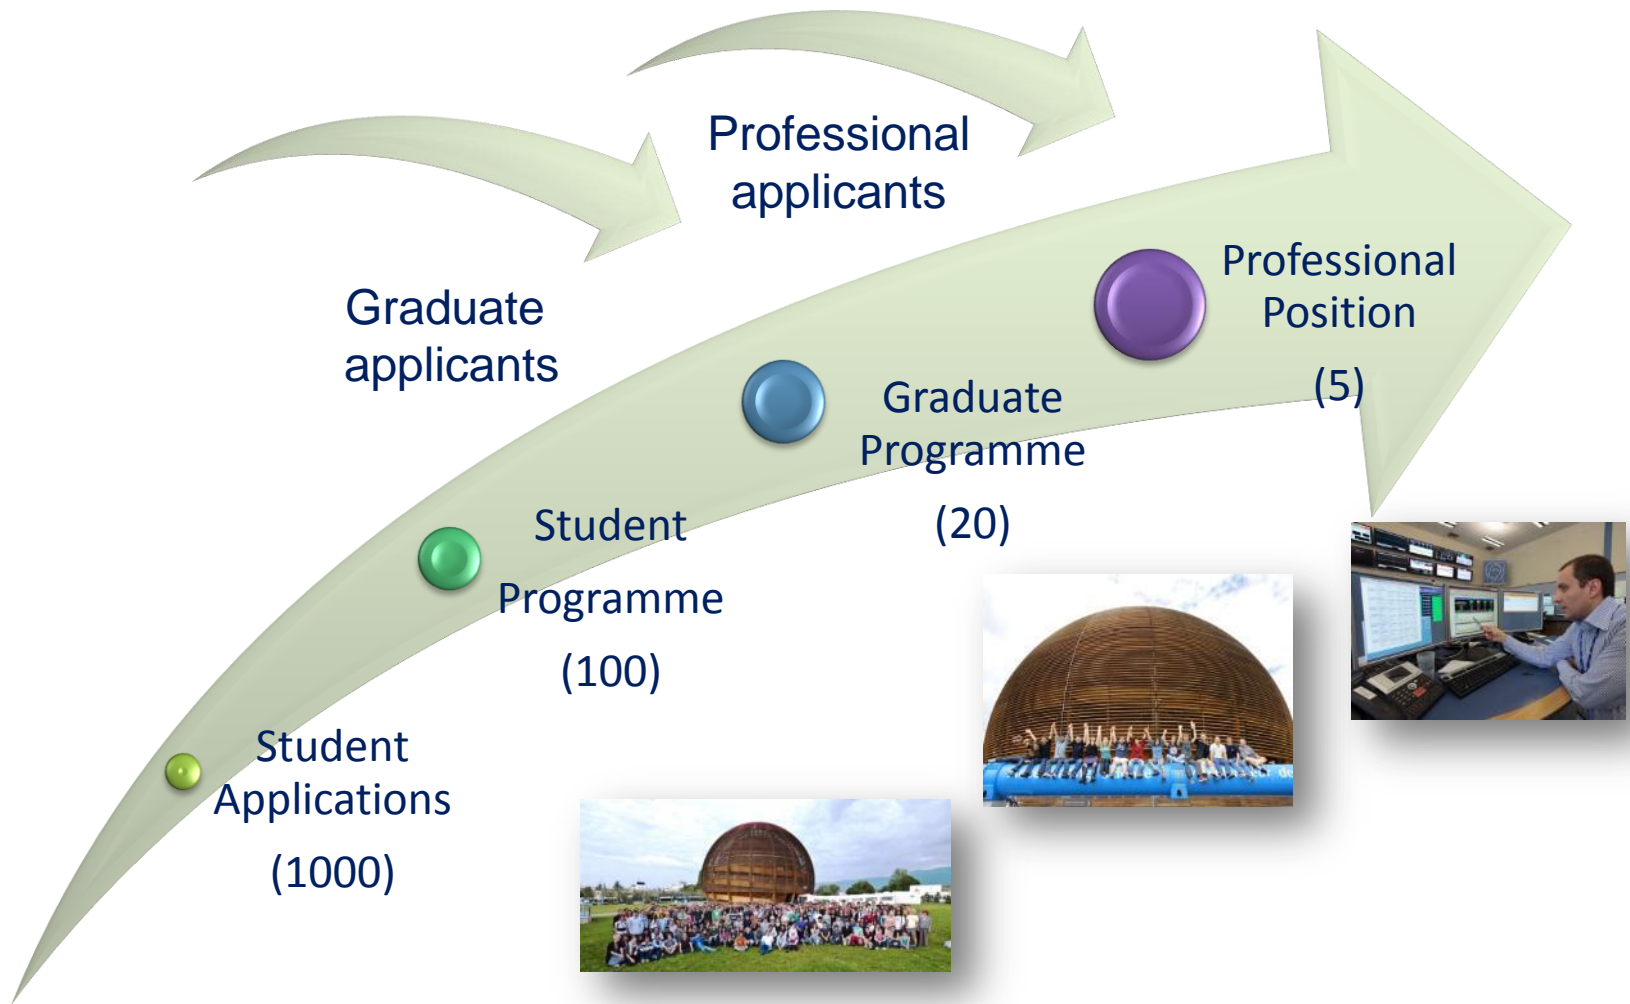 Professional
applicants
Graduate
applicants
Professional
Position
(5)
Graduate
Programme
(20)
Student
Programme
(100)
Student
Applications
(1000)